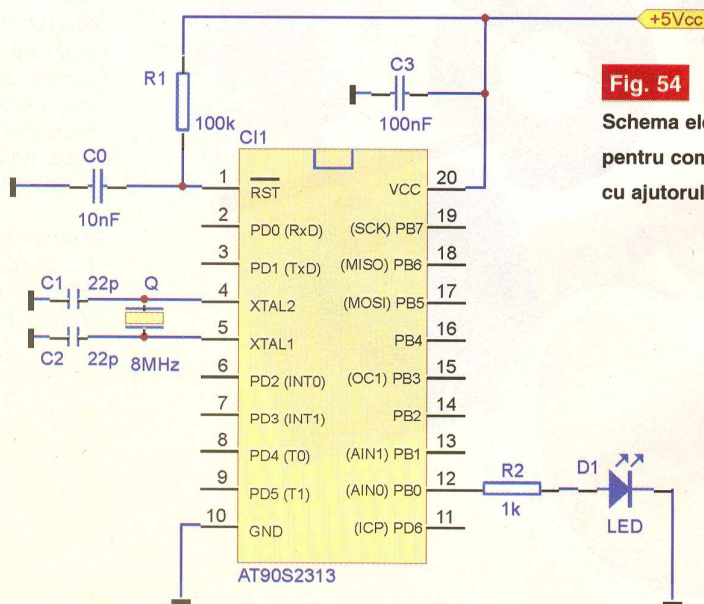 +5Vcc
R1
100k
C3
100nF
Fig. 54
Schema
pentru
cu
C0
10nF
CI1
1 RST VCC 20
2 PD0 (RxD) (SCK) PB7 19
3 PD1 (TxD) (MISO) PB6 18
4 XTAL2 (MOSI) PB5 17
5 XTAL1 PB4 16
6 PD2 (INT0) (OC1) PB3 15
7 PD3 (INT1) PB2 14
8 PD4 (T0) (AIN1) PB1 13
9 PD5 (T1) (AIN0) PB0 12
10 GND (ICP) PD6 11
C1 22p Q
C2 22p 8MHz
R2
1k
D1
LED
AT90S2313